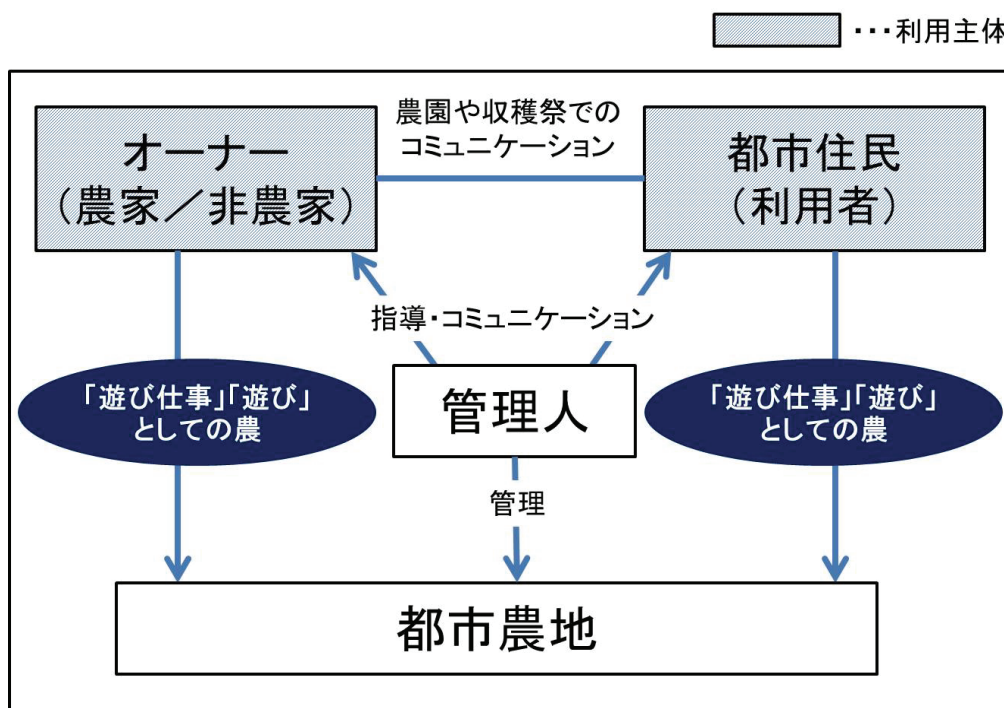 ・・・利用主体
オーナー
（農家／非農家）
農園や収穫祭での
コミュニケーション
都市住民
（利用者）
指導・コミュニケーション
「遊び仕事」「遊び」
としての農
管理人
「遊び仕事」「遊び」
としての農
管理
都市農地